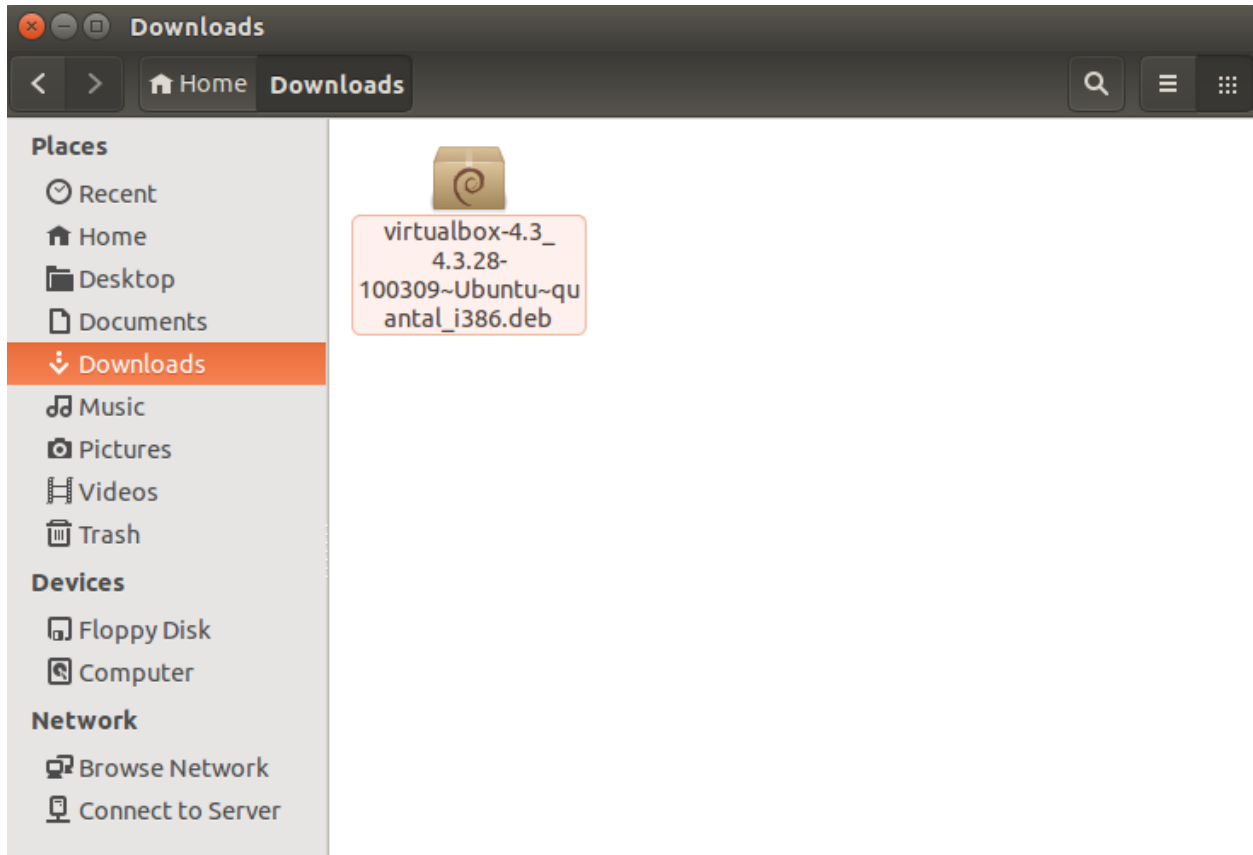 Downloads
Home Downloads
Places
Recent
Home
Desktop
Documents
Downloads
Music
Pictures
Videos
Trash
Devices
Floppy Disk
Computer
Network
Browse Network
Connect to Server
virtualbox-4.3_
4.3.28-
100309~Ubuntu~qu
antal_i386.deb